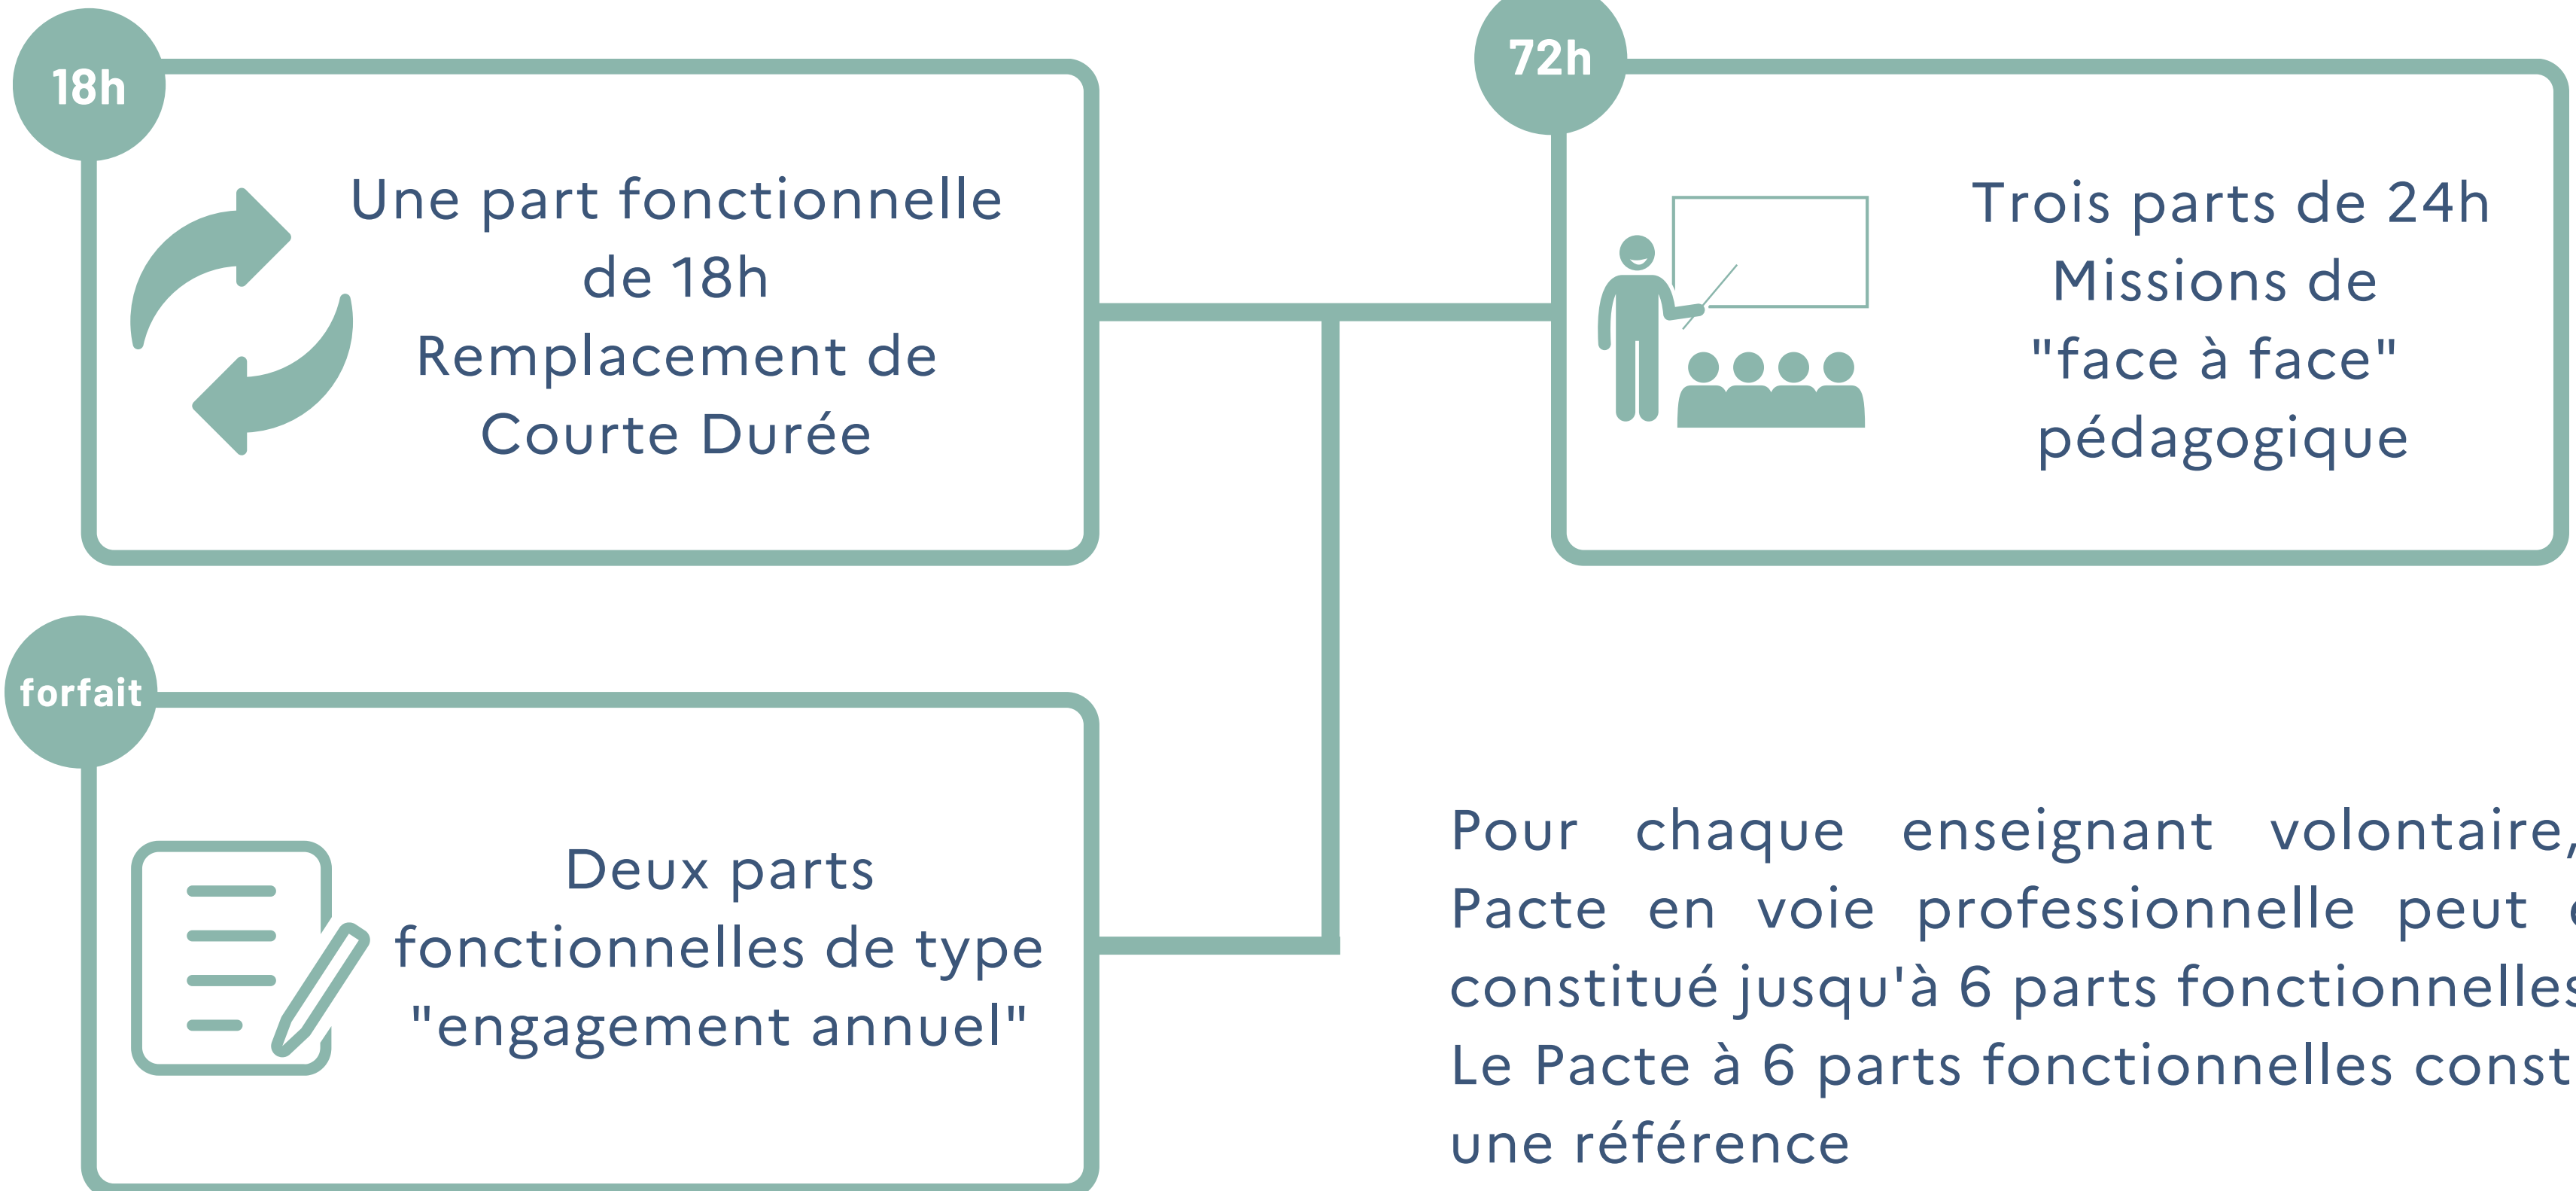 18h
Une part fonctionnelle
de 18h
Remplacement de
Courte Durée
72h
Trois parts de 24h
Missions de
"face à face"
pédagogique
forfait
Deux parts
fonctionnelles de type
"engagement annuel"
Pour chaque enseignant volontaire,
Pacte en voie professionnelle peut
constitué jusqu'à 6 parts fonctionnelles
Le Pacte à 6 parts fonctionnelles const
une référence